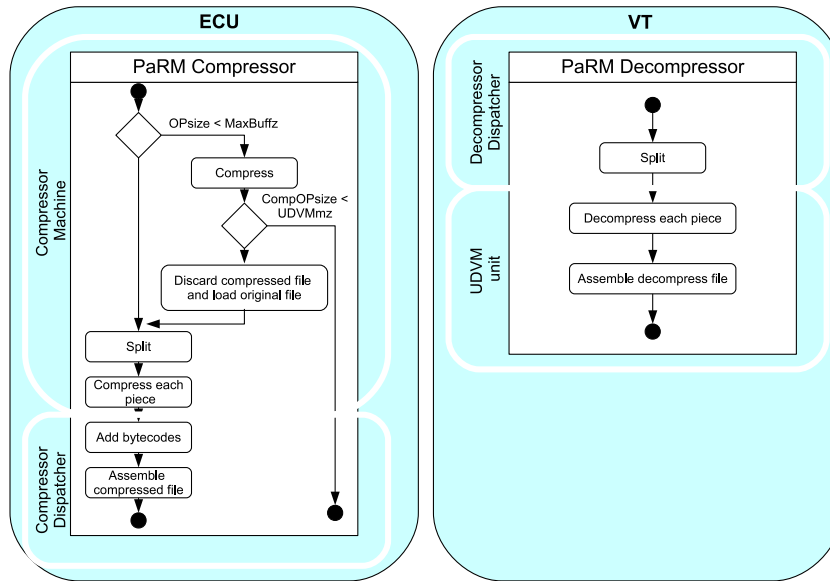 ECU
PaRM Compressor
OPsize < MaxBuffz
Compress
CompOPsize <
UDVMmz
Discard compressed file
and load original file
Split
Compress each
piece
Add bytecodes
Assemble
compressed file
Compressor
Machine
Compressor
Dispatcher
VT
PaRM Decompressor
Split
Decompress each piece
Assemble decompress file
Decompressor
Dispatcher
UDVM
unit